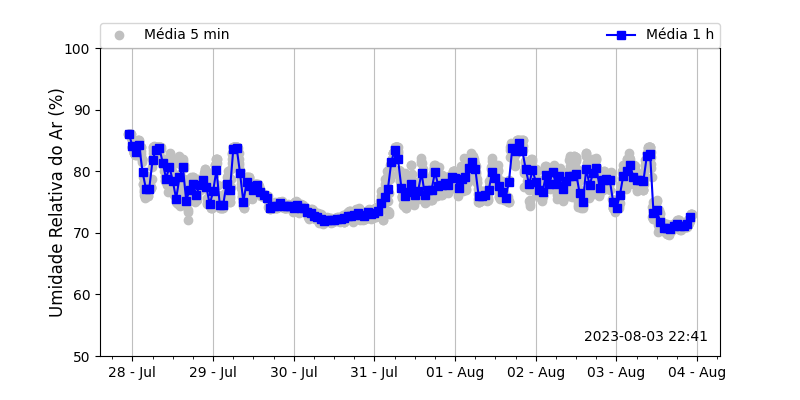 Média 5 min
Média 1 h
100
90
80
70
60
50
Umidade Relativa do Ar (%)
2023-08-03 22:41
28 - Jul
29 - Jul
30 - Jul
31 - Jul
01 - Aug
02 - Aug
03 - Aug
04 - Aug